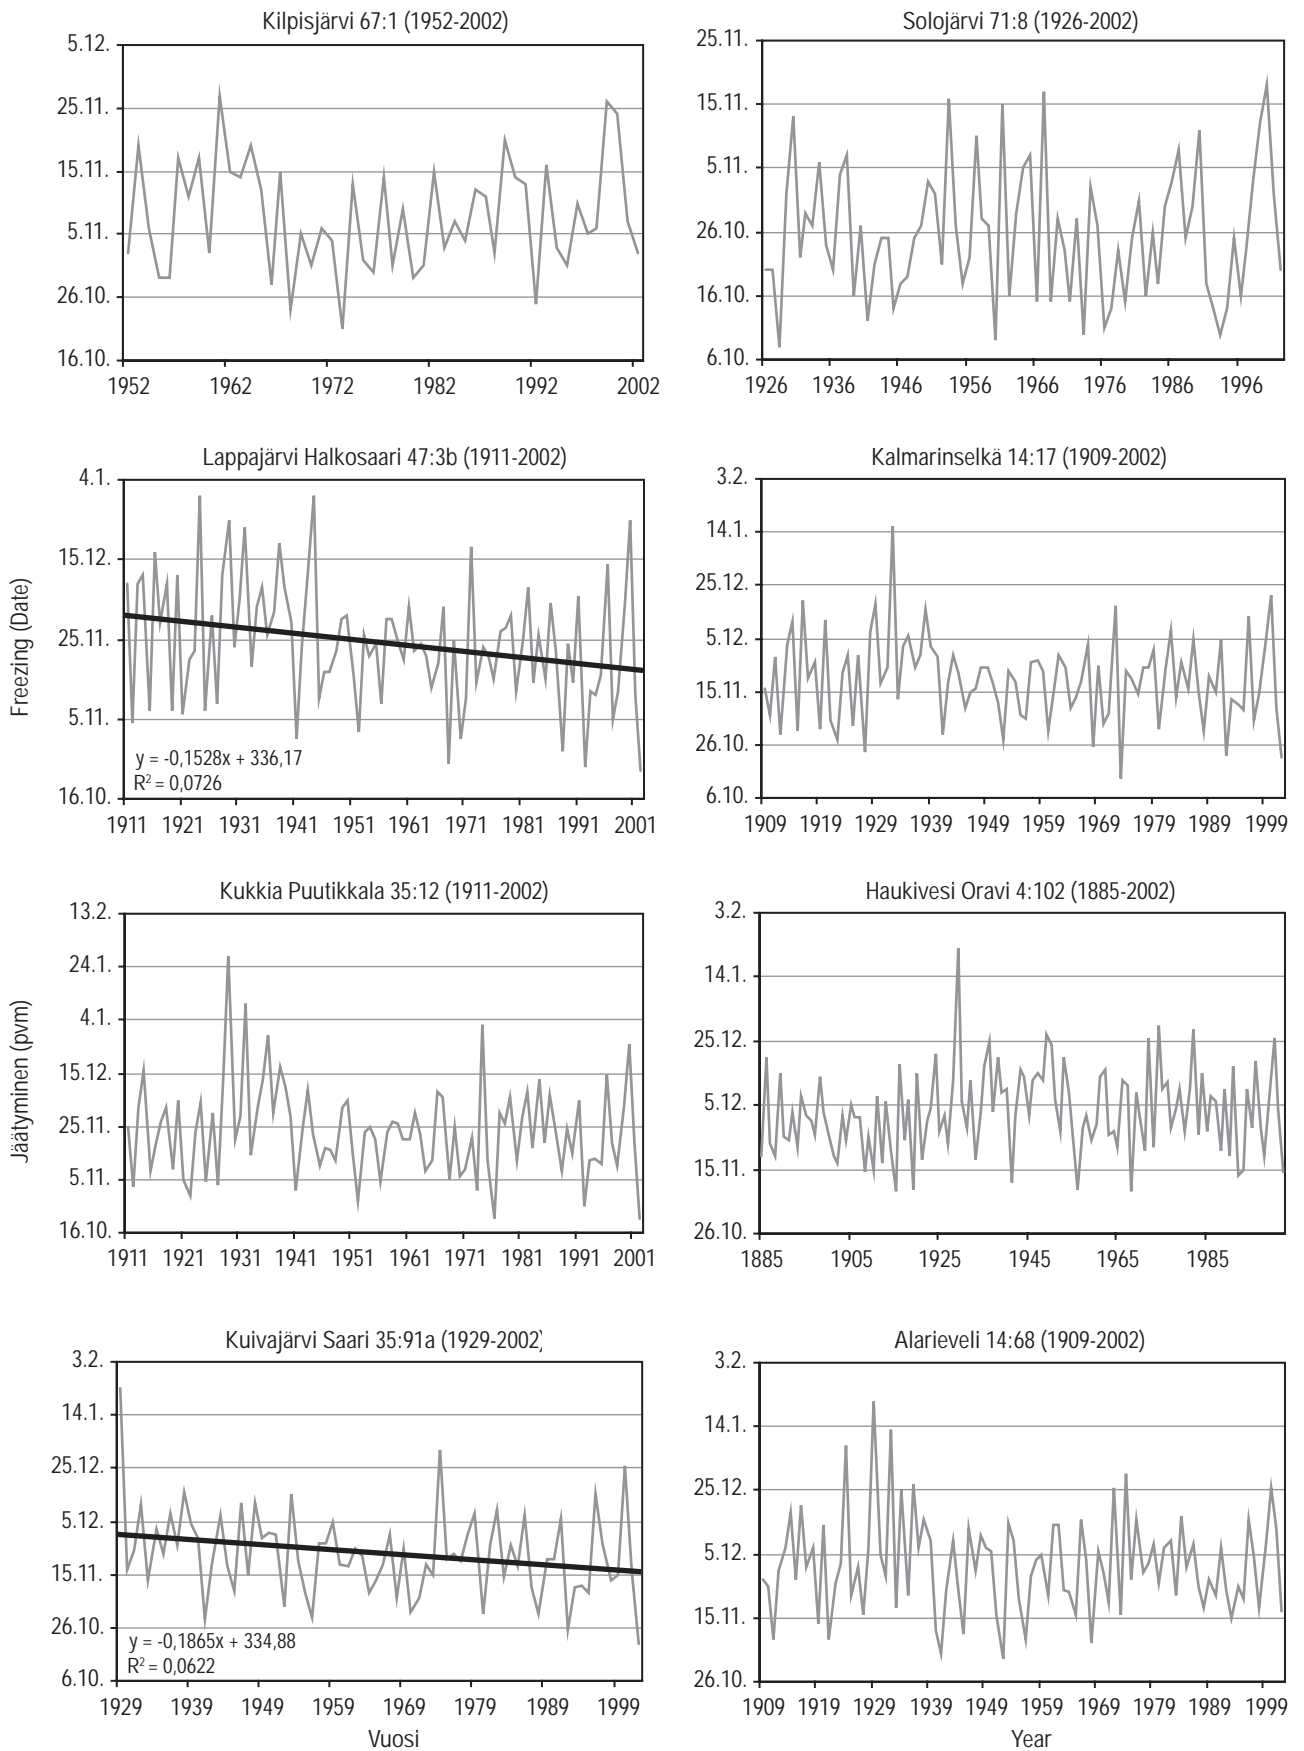 Kilpisjärvi 67:1 (1952-2002)
5.12.
25.11.
15.11.
5.11.
26.10.
16.10.
1952 1962 1972 1982 1992 2002
Solojärvi 71:8 (1926-2002)
25.11.
15.11.
5.11.
26.10.
16.10.
6.10.
1926 1936 1946 1956 1966 1976 1986 1996
Freezing (Date)
Lappajärvi Halkosaari 47:3b (1911-2002)
4.1.
15.12.
25.11.
5.11.
16.10.
y = -0,1528x + 336,17
R² = 0,0726
1911 1921 1931 1941 1951 1961 1971 1981 1991 2001
Kalmarinselkä 14:17 (1909-2002)
3.2.
14.1.
25.12.
5.12.
15.11.
26.10.
6.10.
1909 1919 1929 1939 1949 1959 1969 1979 1989 1999
Jäätyminen (pvm)
Kukkia Puutikkala 35:12 (1911-2002)
13.2.
24.1.
4.1.
15.12.
25.11.
5.11.
16.10.
1911 1921 1931 1941 1951 1961 1971 1981 1991 2001
Haukivesi Oravi 4:102 (1885-2002)
3.2.
14.1.
25.12.
5.12.
15.11.
26.10.
1885 1905 1925 1945 1965 1985
Kuivajärvi Saari 35:91a (1929-2002)
3.2.
14.1.
25.12.
5.12.
15.11.
26.10.
6.10.
y = -0,1865x + 334,88
R² = 0,0622
1929 1939 1949 1959 1969 1979 1989 1999
Vuosi
Alarieveli 14:68 (1909-2002)
3.2.
14.1.
25.12.
5.12.
15.11.
26.10.
1909 1919 1929 1939 1949 1959 1969 1979 1989 1999
Year